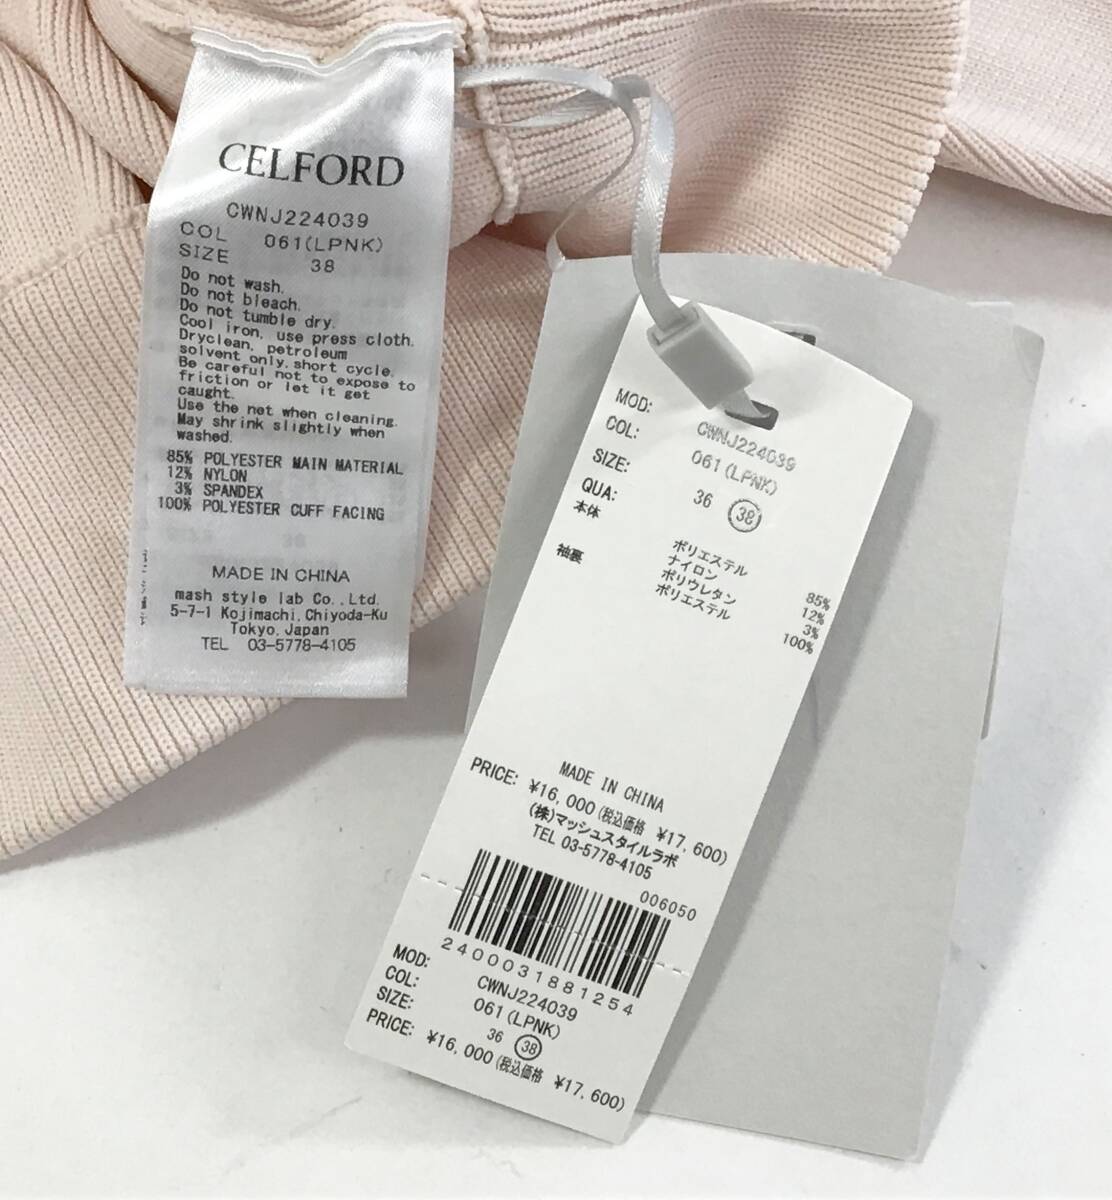 CELFORD
CWNJ224039
COL 061(LPNK)
SIZE 38
Do not wash.
Do not bleach.
Do not tumble dry.
Cool iron, use press cloth.
Dryclean, petroleum
solvent only,short cycle.
Be careful not to expose to
friction or let it get
caught.
Use the net when cleaning.
May shrink slightly when
washed.
85% POLYESTER MAIN MATERIAL
12% NYLON
3% SPANDEX
100% POLYESTER CUFF FACING
MADE IN CHINA
mash style lab Co.,Ltd.
5-7-1 Kojimachi,Chiyoda-Ku
Tokyo,Japan
TEL 03-5778-4105
MOD: CWNJ224039
COL: 061(LPNK)
SIZE: 36 38
QUA:
本体 ポリエステル 85%
ナイロン 12%
ポリウレタン 3%
袖裏 ポリエステル 100%
MADE IN CHINA
PRICE: ¥16,000(税込価格 ¥17,600)
(株)マッシュスタイルラボ
TEL 03-5778-4105
006050
2400031881254
MOD: CWNJ224039
COL: 061(LPNK)
SIZE: 36 38
PRICE: ¥16,000(税込価格 ¥17,600)